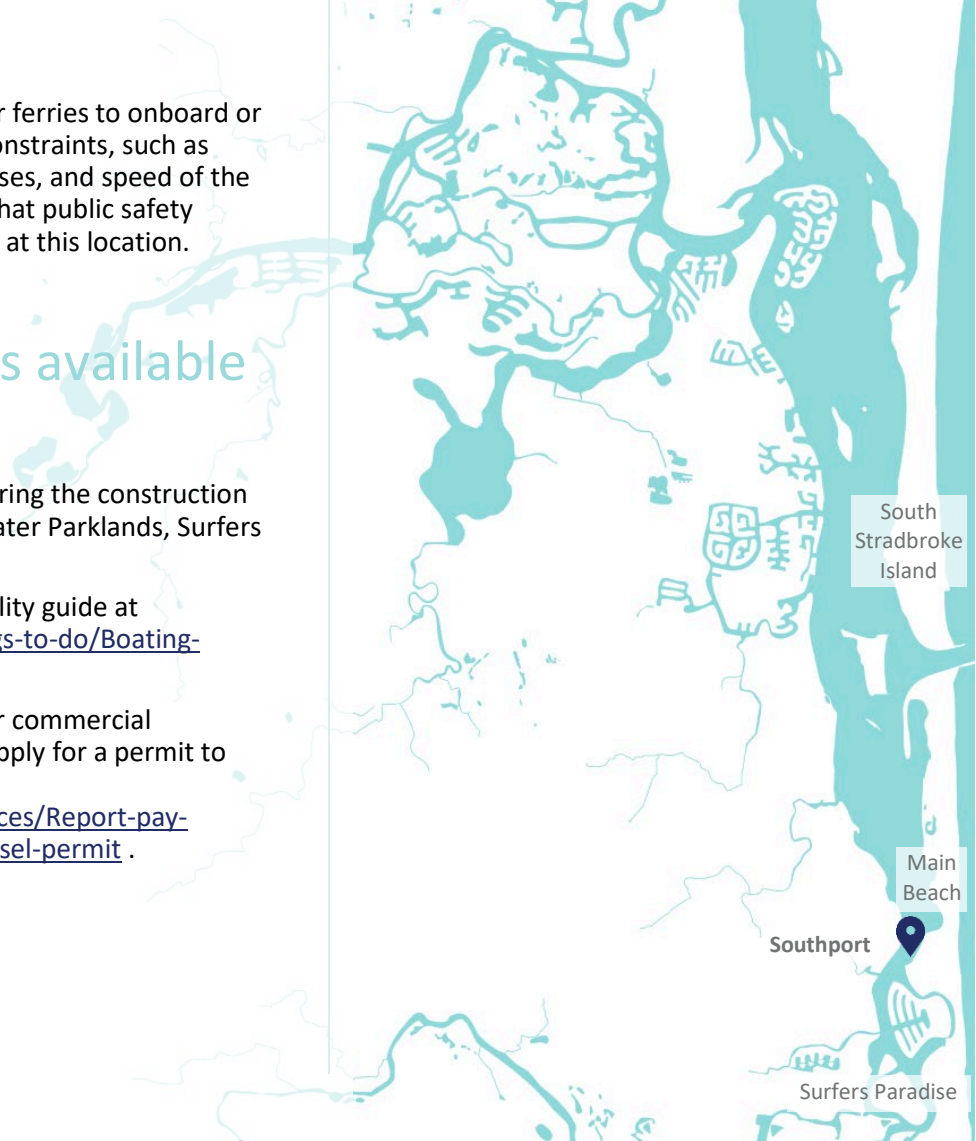 r ferries to onboard or
onstraints, such as
ses, and speed of the
hat public safety
at this location.
s available
ring the construction
ater Parklands, Surfers
lity guide at
gs-to-do/Boating-
r commercial
pply for a permit to
ces/Report-pay-
sel-permit .
South
Stradbroke
Island
Main
Beach
Southport
Surfers Paradise